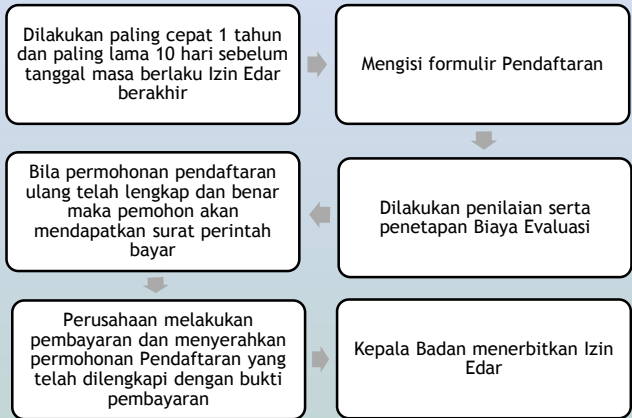 Dilakukan paling cepat 1 tahun
dan paling lama 10 hari sebelum
tanggal masa berlaku Izin Edar
berakhir
Mengisi formulir Pendaftaran
Dilakukan penilaian serta
penetapan Biaya Evaluasi
Bila permohonan pendaftaran
ulang telah lengkap dan benar
maka pemohon akan
mendapatkan surat perintah
bayar
Perusahaan melakukan
pembayaran dan menyerahkan
permohonan Pendaftaran yang
telah dilengkapi dengan bukti
pembayaran
Kepala Badan menerbitkan Izin
Edar